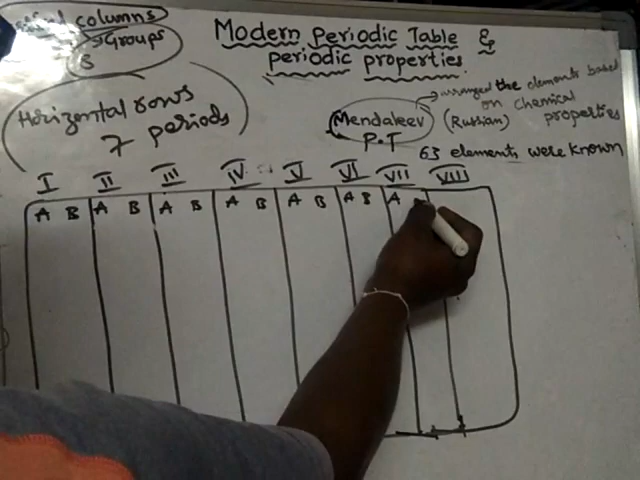 columns
Groups
8
Modern Periodic Table &
periodic properties.
Horizontal rows
7 periods
Mendaleev
P.T
(Russian)
arranged the elements based
on chemical
properties
63 elements were known
I II III IV V VI VII VIII
A B A B A B A B A B A B A